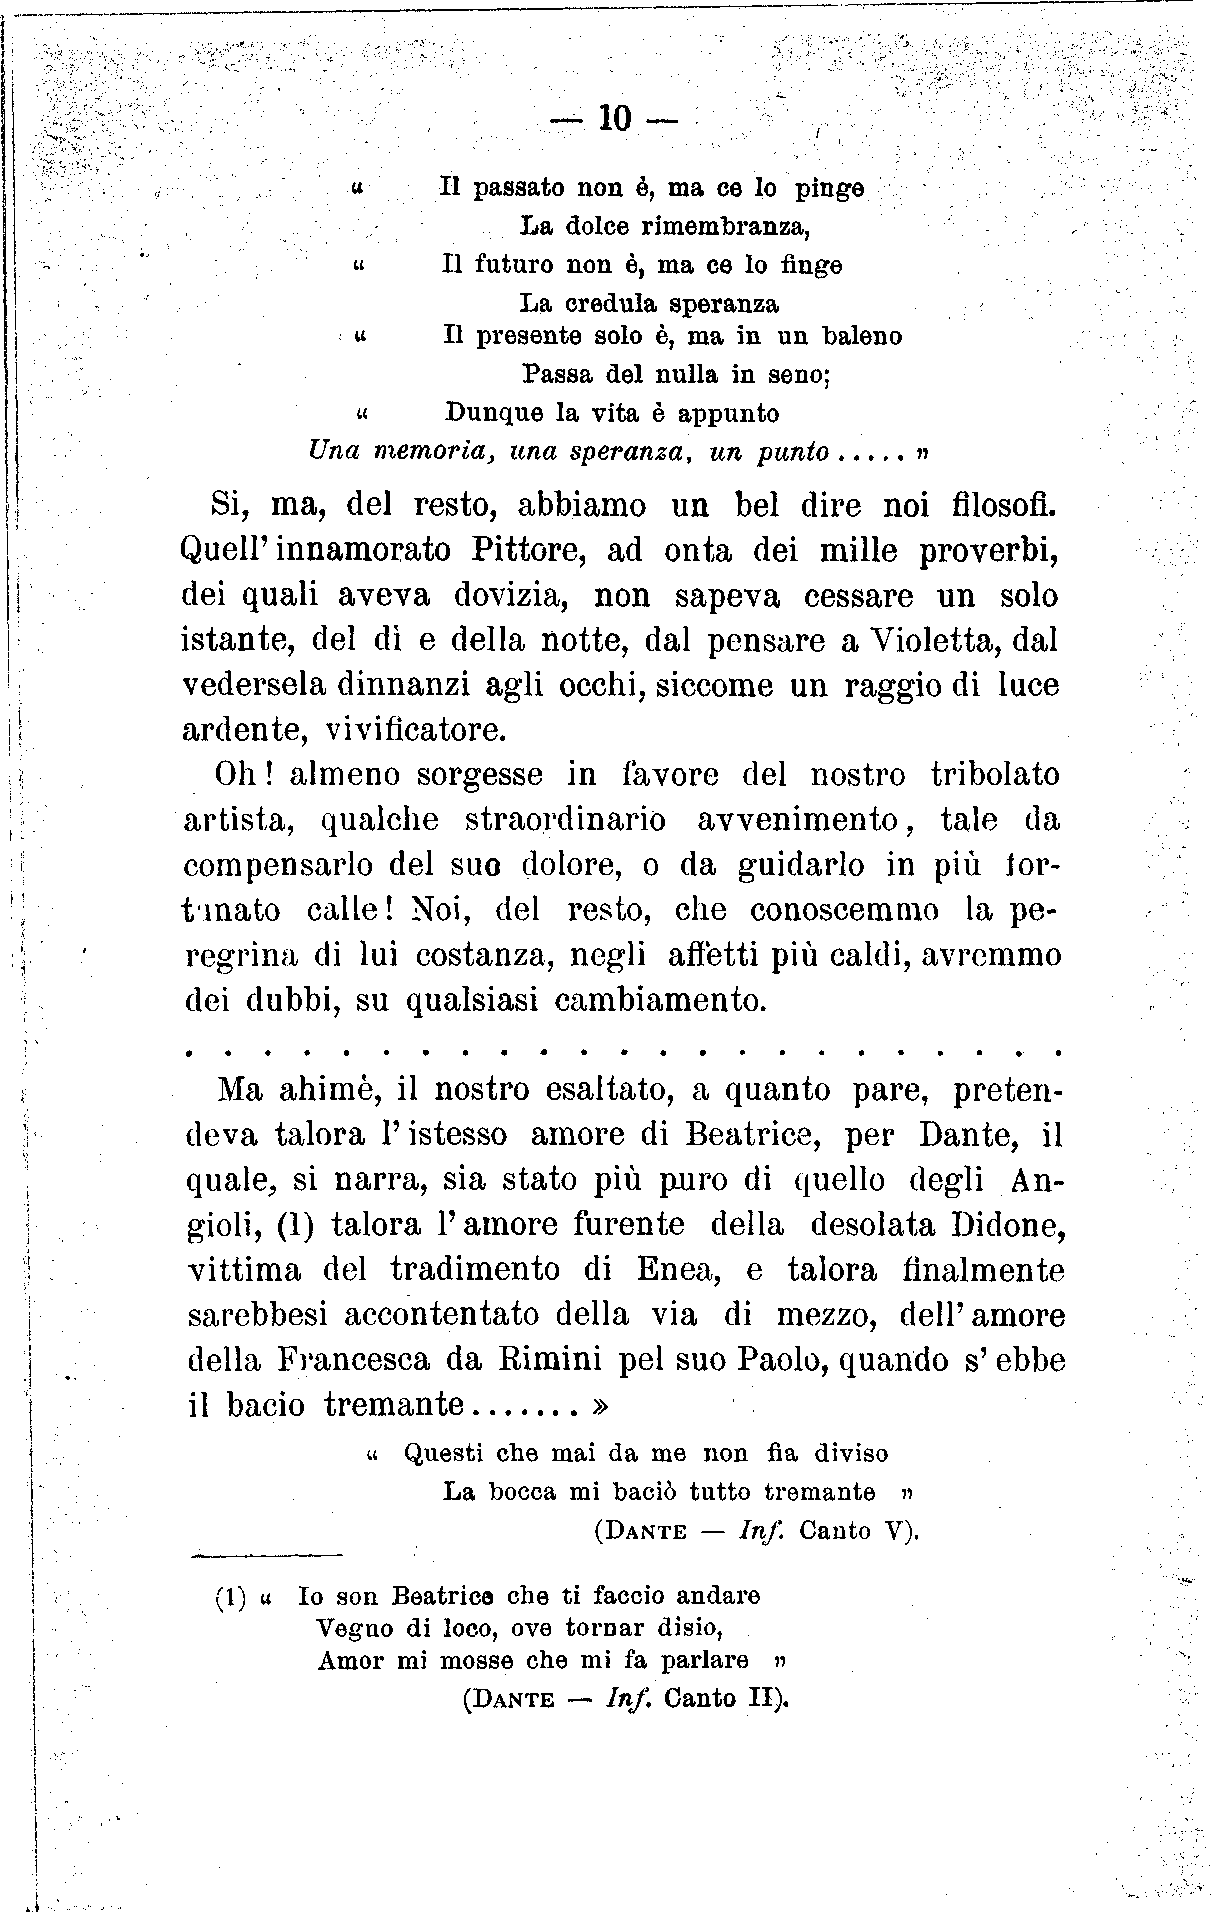 — 10 —
“ Il passato non è, ma ce lo pinge
La dolce rimembranza,
“ Il futuro non è, ma ce lo finge
La credula speranza
“ Il presente solo è, ma in un baleno
Passa del nulla in seno;
“ Dunque la vita è appunto
Una memoria, una speranza, un punto ..... „
Si, ma, del resto, abbiamo un bel dire noi filosofi.
Quell' innamorato Pittore, ad onta dei mille proverbi,
dei quali aveva dovizia, non sapeva cessare un solo
istante, del dì e della notte, dal pensare a Violetta, dal
vedersela dinnanzi agli occhi, siccome un raggio di luce
ardente, vivificatore.
Oh! almeno sorgesse in favore del nostro tribolato
artista, qualche straordinario avvenimento, tale da
compensarlo del suo dolore, o da guidarlo in più for-
tunato calle! Noi, del resto, che conoscemmo la pe-
regrina di lui costanza, negli affetti più caldi, avremmo
dei dubbi, su qualsiasi cambiamento.
. . . . . . . . . . . . . . . . . . . . . . .
Ma ahimè, il nostro esaltato, a quanto pare, preten-
deva talora l' istesso amore di Beatrice, per Dante, il
quale, si narra, sia stato più puro di quello degli An-
gioli, (1) talora l' amore furente della desolata Didone,
vittima del tradimento di Enea, e talora finalmente
sarebbesi accontentato della via di mezzo, dell' amore
della Francesca da Rimini pel suo Paolo, quando s' ebbe
il bacio tremante ....... »
“ Questi che mai da me non fia diviso
La bocca mi baciò tutto tremante „
(DANTE — Inf. Canto V).
(1) “ Io son Beatrice che ti faccio andare
Vegno di loco, ove tornar disio,
Amor mi mosse che mi fa parlare „
(DANTE — Inf. Canto II).